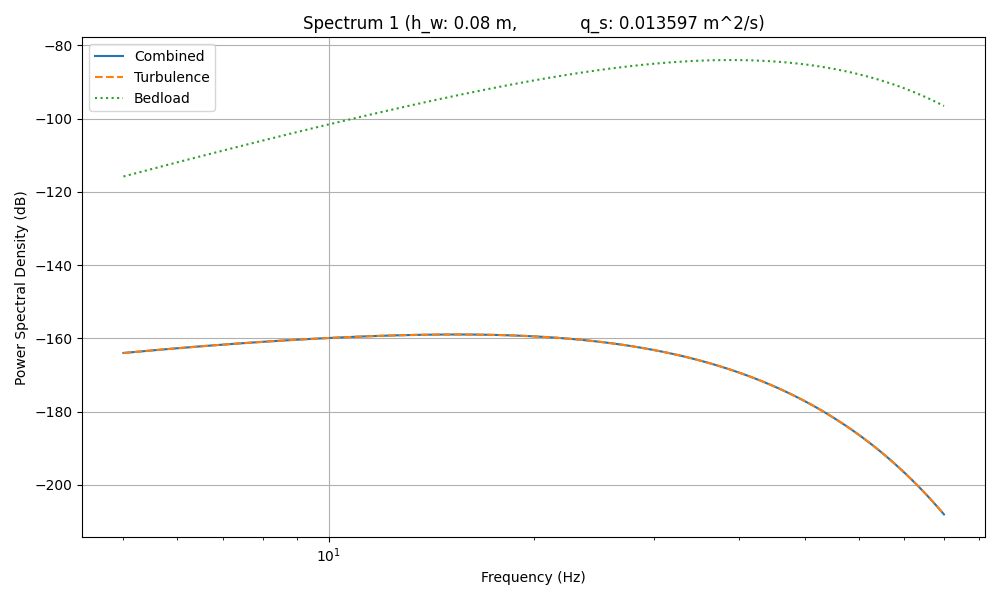 Spectrum 1 (h_w: 0.08 m,            q_s: 0.013597 m^2/s)
Combined
Turbulence
Bedload
Power Spectral Density (dB)
−80
−100
−120
−140
−160
−180
−200
10¹
Frequency (Hz)